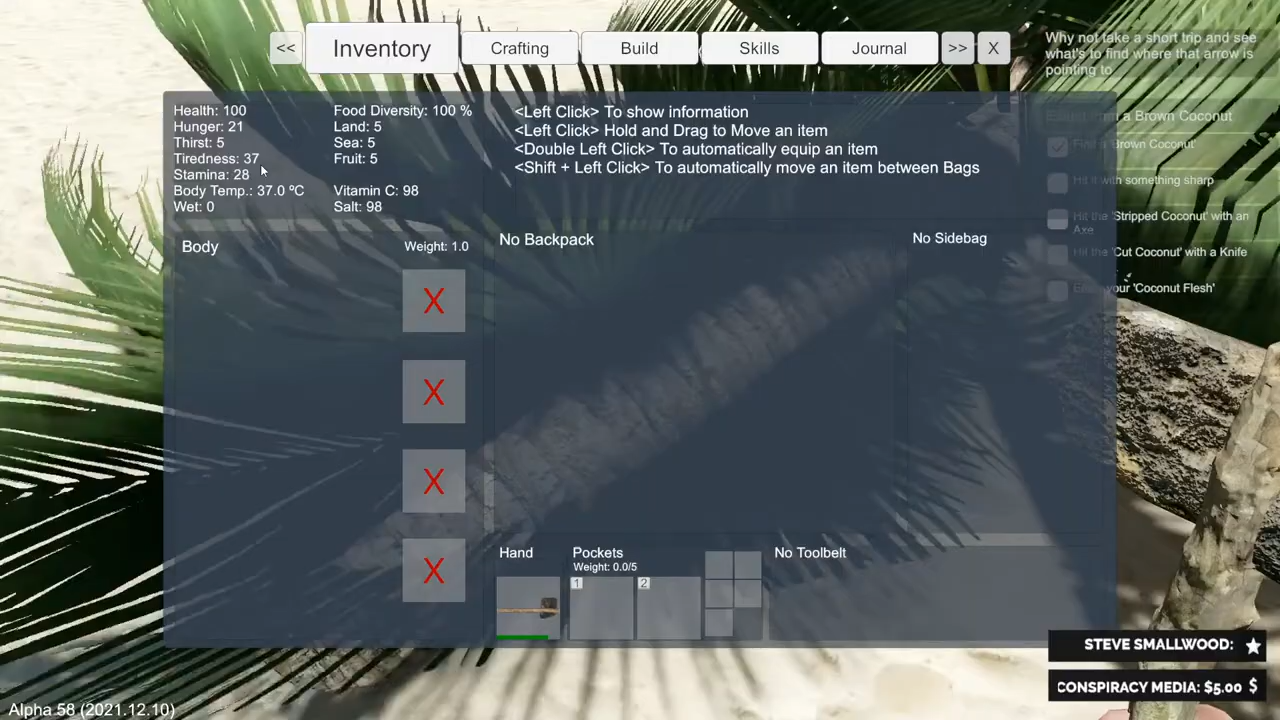 <<
Inventory
Crafting
Build
Skills
Journal
>>
X
Why not take a short trip and see
what's to find where that arrow is
pointing to
Health: 100
Hunger: 21
Thirst: 5
Tiredness: 37
Stamina: 28
Body Temp.: 37.0 ºC
Wet: 0
Food Diversity: 100 %
Land: 5
Sea: 5
Fruit: 5
Vitamin C: 98
Salt: 98
<Left Click> To show information
<Left Click> Hold and Drag to Move an item
<Double Left Click> To automatically equip an item
<Shift + Left Click> To automatically move an item between Bags
from a Brown Coconut
Find a 'Brown Coconut'
Hit it with something sharp
Hit the 'Stripped Coconut' with an
Axe
Hit the 'Cut Coconut' with a Knife
your 'Coconut Flesh'
Body
Weight: 1.0
X
X
X
X
No Backpack
No Sidebag
Hand
Pockets
Weight: 0.0/5
1
2
No Toolbelt
STEVE SMALLWOOD:
CONSPIRACY MEDIA: $5.00 $
Alpha 58 (2021.12.10)